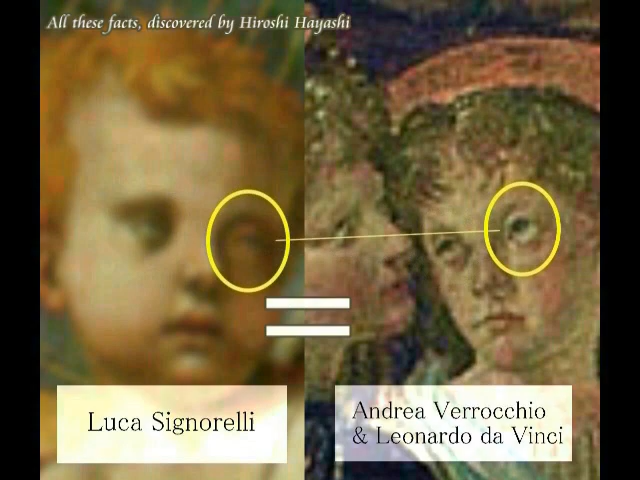 All these facts, discovered by Hiroshi Hayashi
Luca Signorelli
Andrea Verrocchio
& Leonardo da Vinci